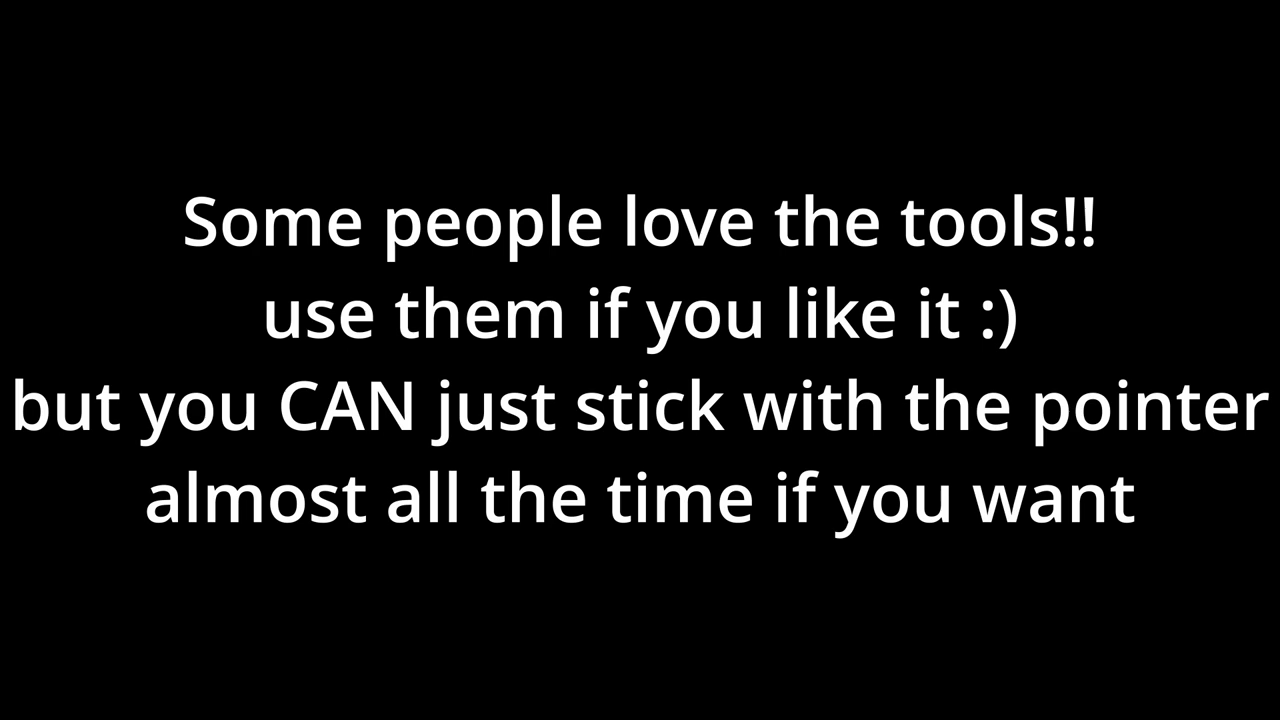 Some people love the tools!!
use them if you like it :)
but you CAN just stick with the pointer
almost all the time if you want